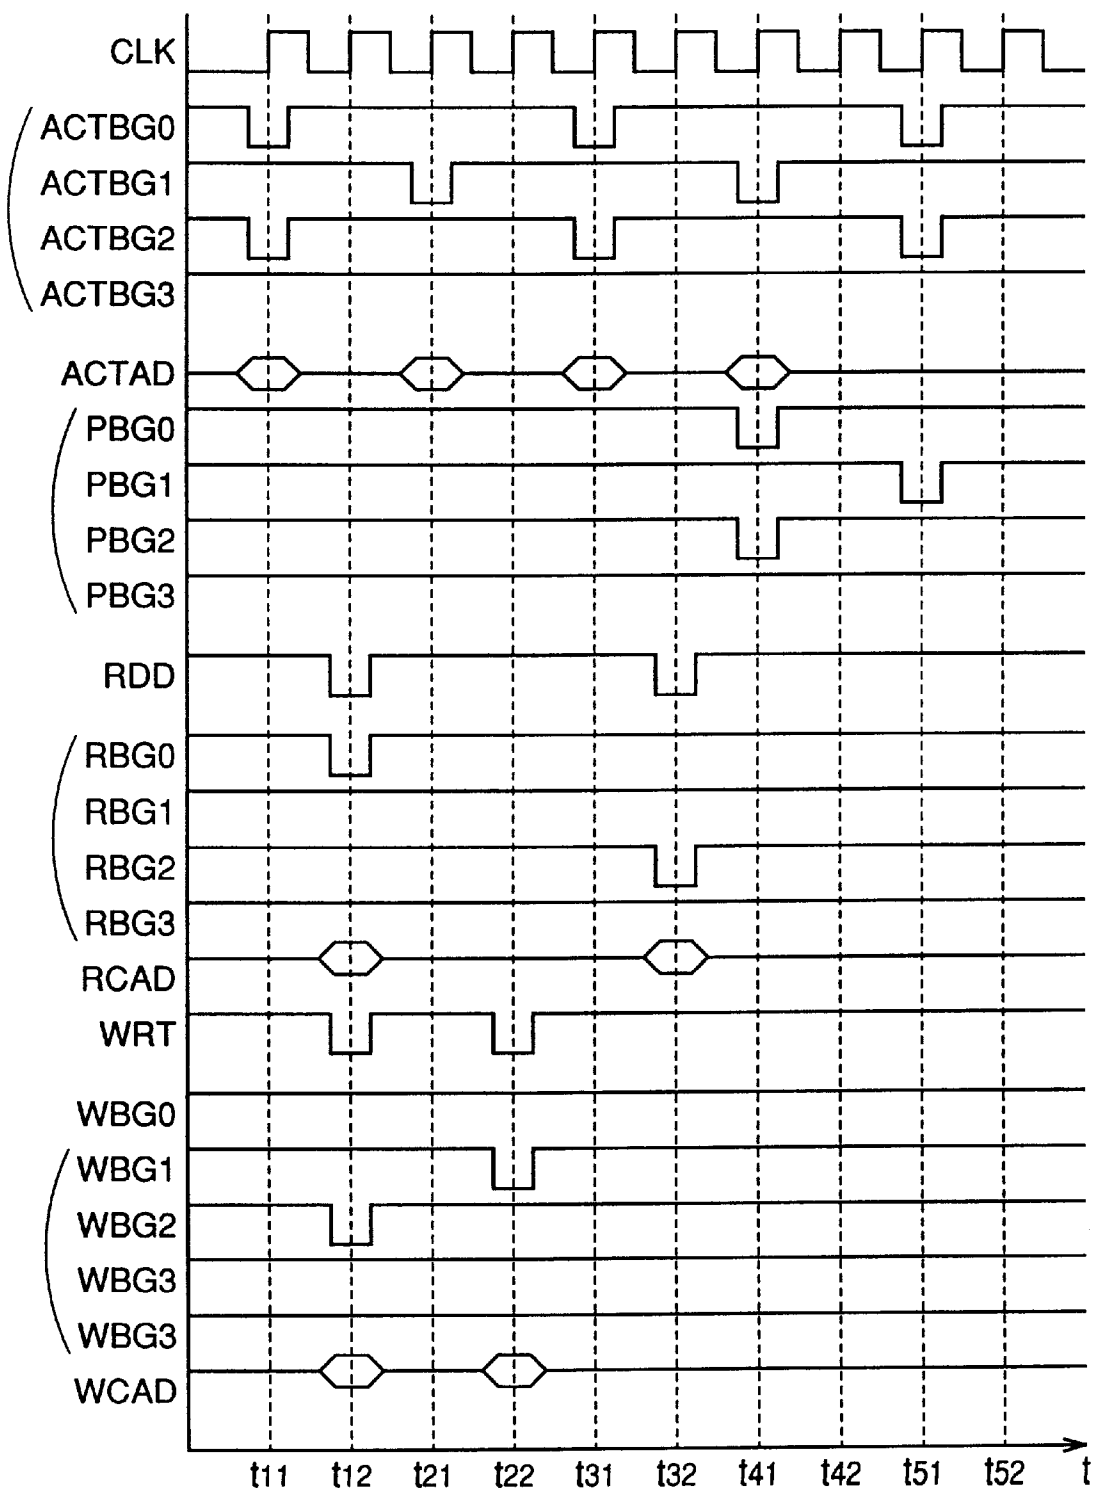 CLK
ACTBG0
ACTBG1
ACTBG2
ACTBG3
ACTAD
PBG0
PBG1
PBG2
PBG3
RDD
RBG0
RBG1
RBG2
RBG3
RCAD
WRT
WBG0
WBG1
WBG2
WBG3
WBG3
WCAD
t11 t12 t21 t22 t31 t32 t41 t42 t51 t52 t